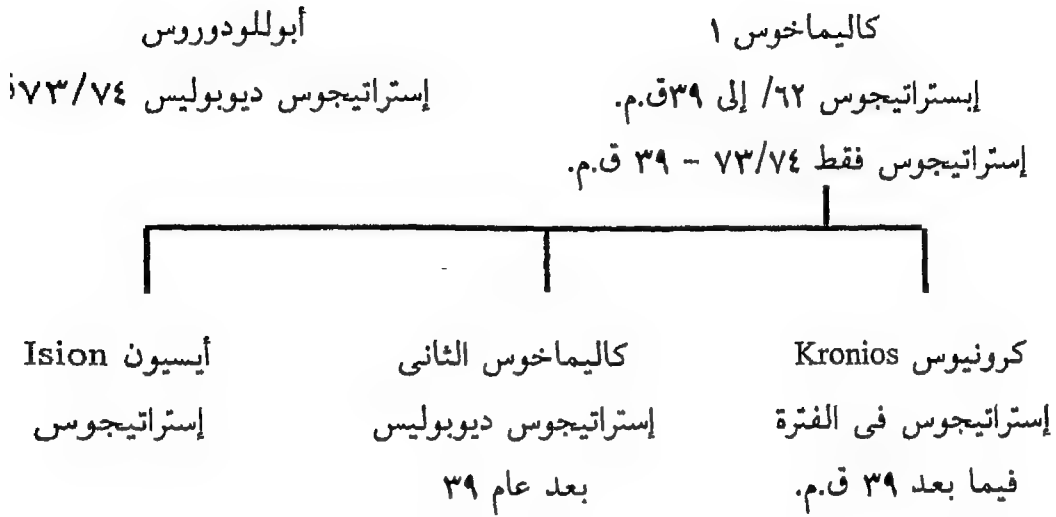 كاليماخوس ١
إبستراتيجوس ٦٢/ إلى ٣٩ق.م.
إستراتيجوس فقط ٧٣/٧٤ - ٣٩ ق.م.
أبوللودوروس
إستراتيجوس ديوبوليس ٧٣/٧٤ق
كرونيوس Kronios
إستراتيجوس فى الفترة
فيما بعد ٣٩ ق.م.
كاليماخوس الثانى
إستراتيجوس ديوبوليس
بعد عام ٣٩
أيسيون Ision
إستراتيجوس